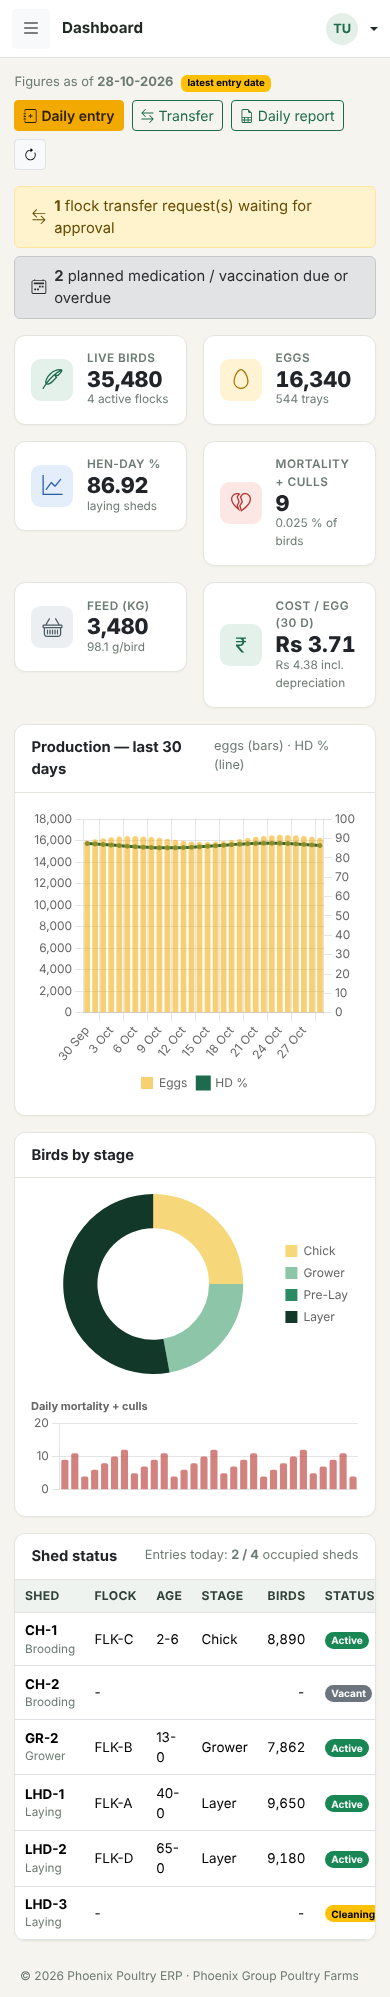 Dashboard
TU
Figures as of 28-10-2026 latest entry date
Daily entry
Transfer
Daily report
1 flock transfer request(s) waiting for
approval
2 planned medication / vaccination due or
overdue
LIVE BIRDS
35,480
4 active flocks
EGGS
16,340
544 trays
HEN-DAY %
86.92
laying sheds
MORTALITY
+ CULLS
9
0.025 % of
birds
FEED (KG)
3,480
98.1 g/bird
COST / EGG
(30 D)
Rs 3.71
Rs 4.38 incl.
depreciation
Production — last 30
days
eggs (bars) · HD %
(line)
18,000
16,000
14,000
12,000
10,000
8,000
6,000
4,000
2,000
0
100
90
80
70
60
50
40
30
20
10
0
30 Sep
3 Oct
6 Oct
9 Oct
12 Oct
15 Oct
18 Oct
21 Oct
24 Oct
27 Oct
Eggs
HD %
Birds by stage
Chick
Grower
Pre-Lay
Layer
Daily mortality + culls
20
10
0
Shed status
Entries today: 2 / 4 occupied sheds
SHED FLOCK AGE STAGE BIRDS STATUS
CH-1
Brooding
FLK-C 2-6 Chick 8,890 Active
CH-2
Brooding
- - Vacant
GR-2
Grower
FLK-B 13-
0
Grower 7,862 Active
LHD-1
Laying
FLK-A 40-
0
Layer 9,650 Active
LHD-2
Laying
FLK-D 65-
0
Layer 9,180 Active
LHD-3
Laying
- - Cleaning
© 2026 Phoenix Poultry ERP · Phoenix Group Poultry Farms